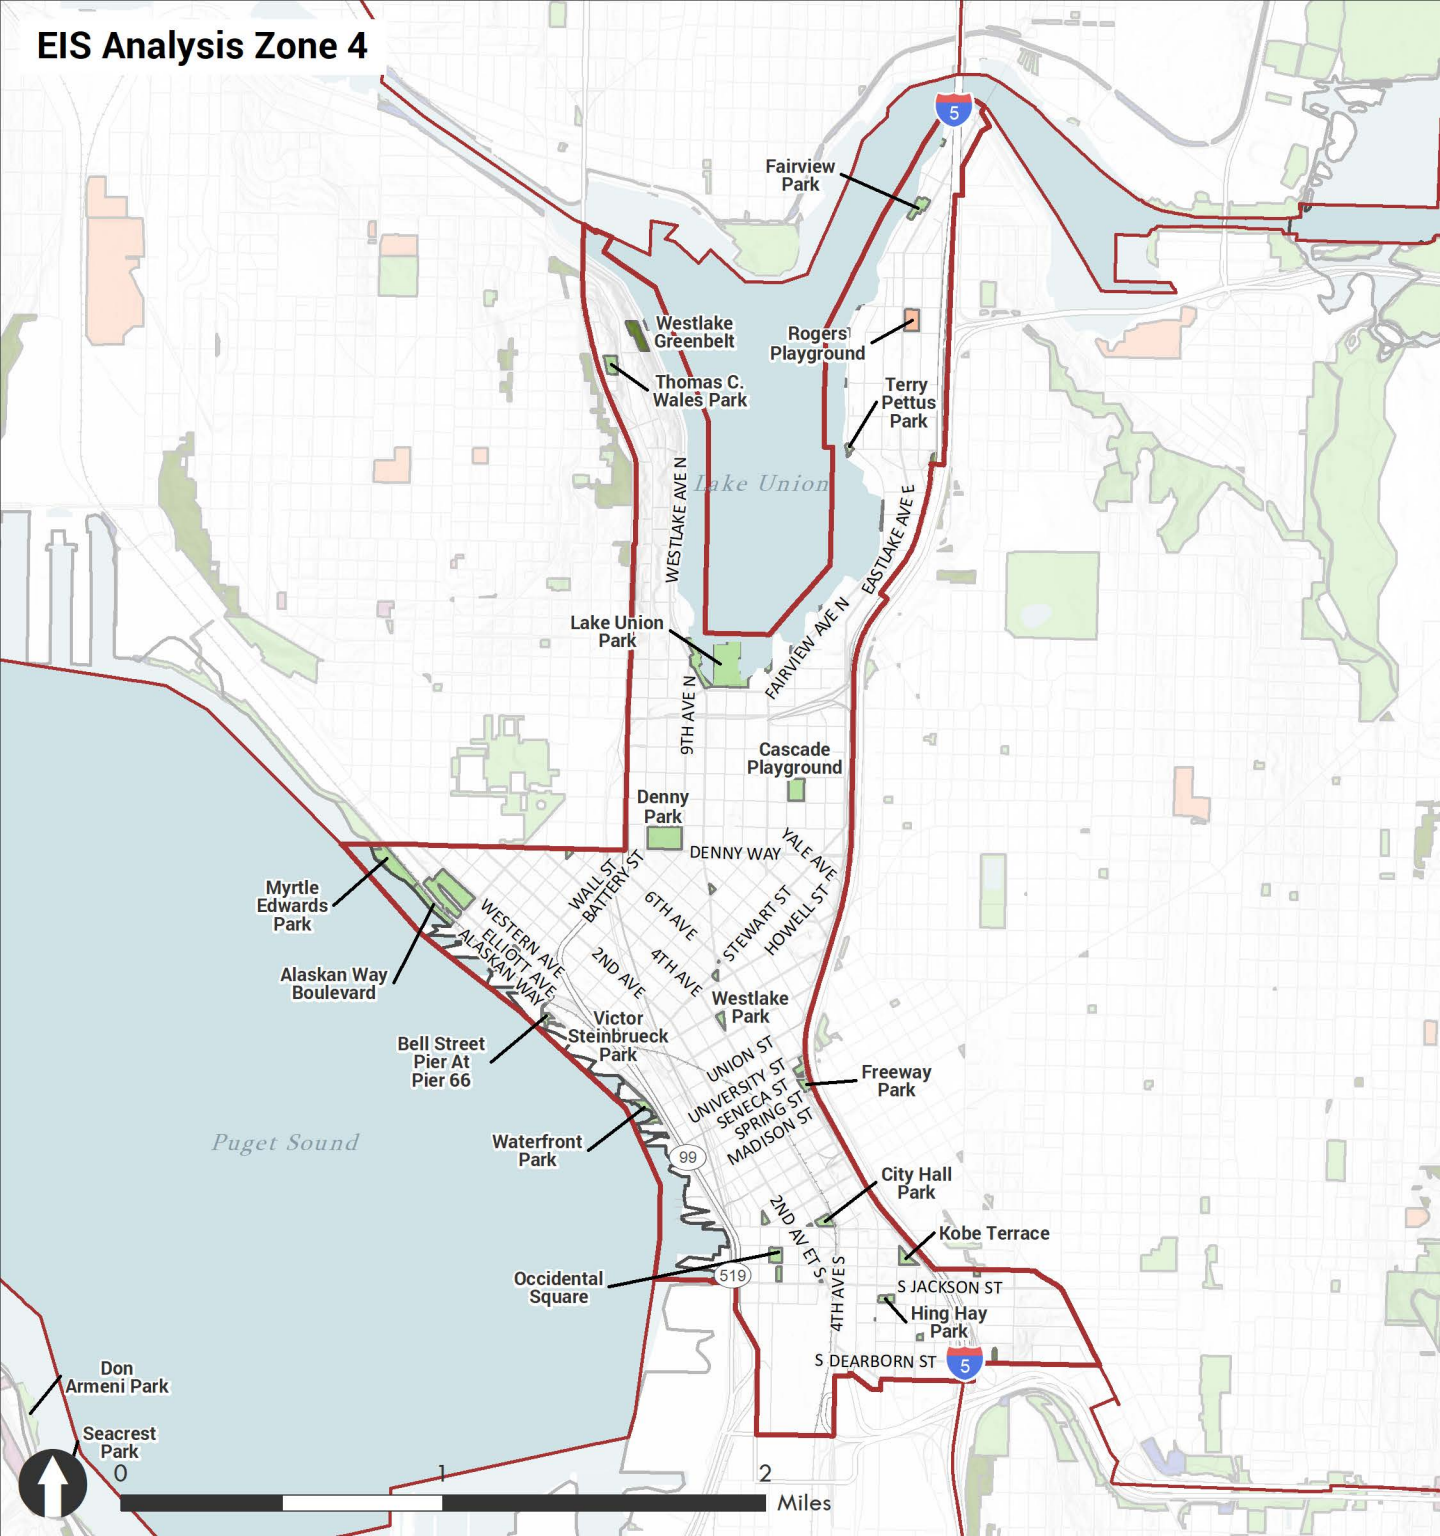 EIS Analysis Zone 4
5
Fairview
Park
Westlake
Greenbelt
Rogers
Playground
Thomas C.
Wales Park
Terry
Pettus
Park
Lake Union
WESTLAKE AVE N
EASTLAKE AVE E
FAIRVIEW AVE N
Lake Union
Park
9TH AVE N
Cascade
Playground
Denny
Park
DENNY WAY
YALE AVE
WALL ST
BATTERY ST
6TH AVE
STEWART ST
HOWELL ST
Myrtle
Edwards
Park
WESTERN AVE
ELLIOTT AVE
ALASKAN WAY
2ND AVE
4TH AVE
Alaskan Way
Boulevard
Westlake
Park
Victor
Steinbrueck
Park
Bell Street
Pier At
Pier 66
UNION ST
UNIVERSITY ST
SENECA ST
SPRING ST
MADISON ST
Freeway
Park
Puget Sound
Waterfront
Park
99
City Hall
Park
2ND AV ET S
4TH AVE S
Kobe Terrace
519
Occidental
Square
S JACKSON ST
Hing Hay
Park
S DEARBORN ST
5
Don
Armeni Park
Seacrest
Park
0 1 2
Miles